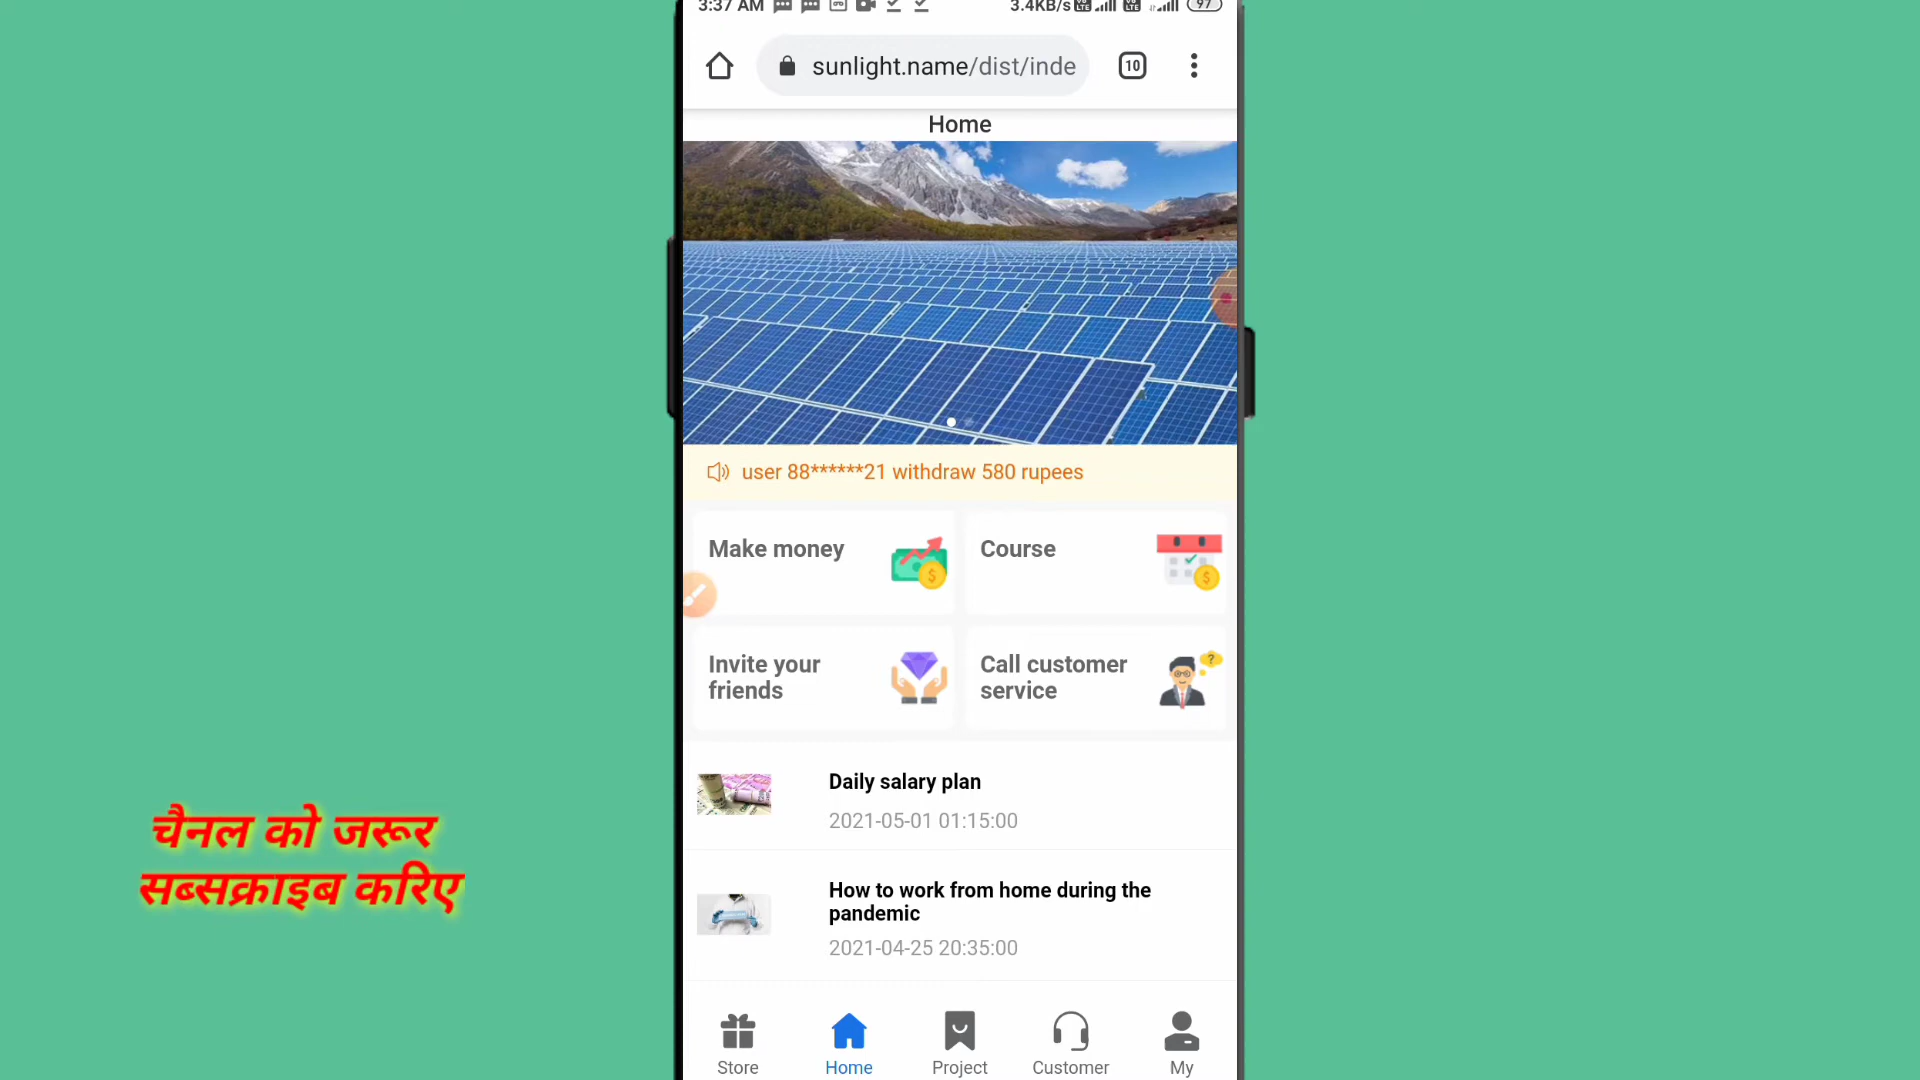 3:37 AM
3.4KB/s
97
sunlight.name/dist/inde
10
Home
user 88******21 withdraw 580 rupees
Make money
Course
Invite your
friends
Call customer
service
Daily salary plan
2021-05-01 01:15:00
How to work from home during the
pandemic
2021-04-25 20:35:00
Store
Home
Project
Customer
My
चैनल को जरूर
सब्सक्राइब करिए